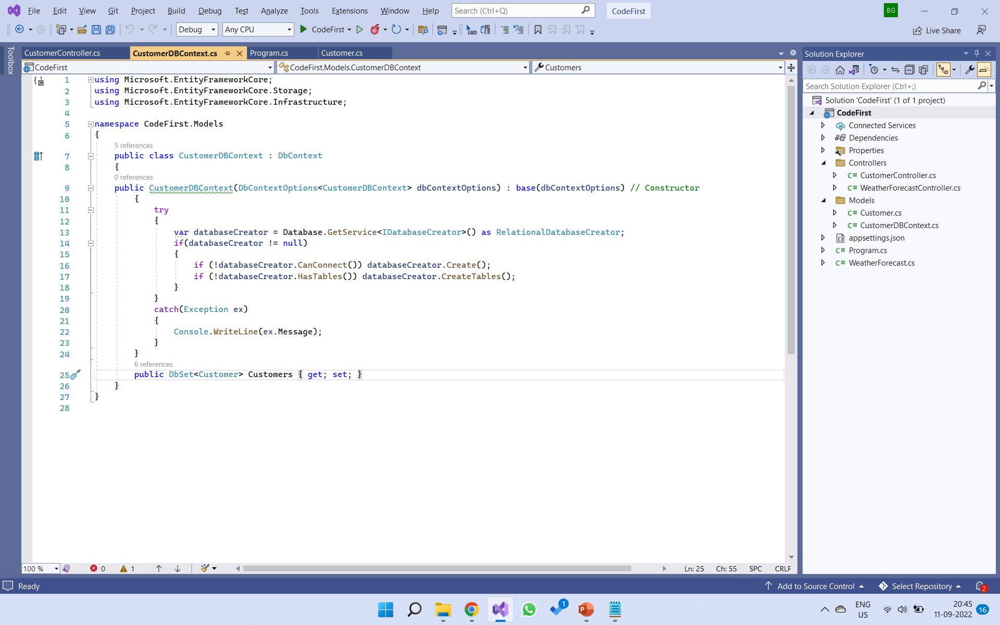 File Edit View Git Project Build Debug Test Analyze Tools Extensions Window Help Search (Ctrl+Q) CodeFirst BG
Debug Any CPU CodeFirst Live Share
Toolbox
CustomerController.cs CustomerDBContext.cs Program.cs Customer.cs
CodeFirst CodeFirst.Models.CustomerDBContext Customers
1 using Microsoft.EntityFrameworkCore;
2 using Microsoft.EntityFrameworkCore.Storage;
3 using Microsoft.EntityFrameworkCore.Infrastructure;
4
5 namespace CodeFirst.Models
6 {
5 references
7 public class CustomerDBContext : DbContext
8 {
0 references
9 public CustomerDBContext(DbContextOptions<CustomerDBContext> dbContextOptions) : base(dbContextOptions) // Constructor
10 {
11 try
12 {
13 var databaseCreator = Database.GetService<IDatabaseCreator>() as RelationalDatabaseCreator;
14 if(databaseCreator != null)
15 {
16 if (!databaseCreator.CanConnect()) databaseCreator.Create();
17 if (!databaseCreator.HasTables()) databaseCreator.CreateTables();
18 }
19 }
20 catch(Exception ex)
21 {
22 Console.WriteLine(ex.Message);
23 }
24 }
6 references
25 public DbSet<Customer> Customers { get; set; }
26 }
27 }
28
100 % 0 1 Ln: 25 Ch: 55 SPC CRLF
Solution Explorer
Search Solution Explorer (Ctrl+;)
Solution 'CodeFirst' (1 of 1 project)
CodeFirst
Connected Services
Dependencies
Properties
Controllers
C# CustomerController.cs
C# WeatherForecastController.cs
Models
C# Customer.cs
C# CustomerDBContext.cs
appsettings.json
C# Program.cs
C# WeatherForecast.cs
Ready Add to Source Control Select Repository 2
1 P ENG US 20:45 11-09-2022 16